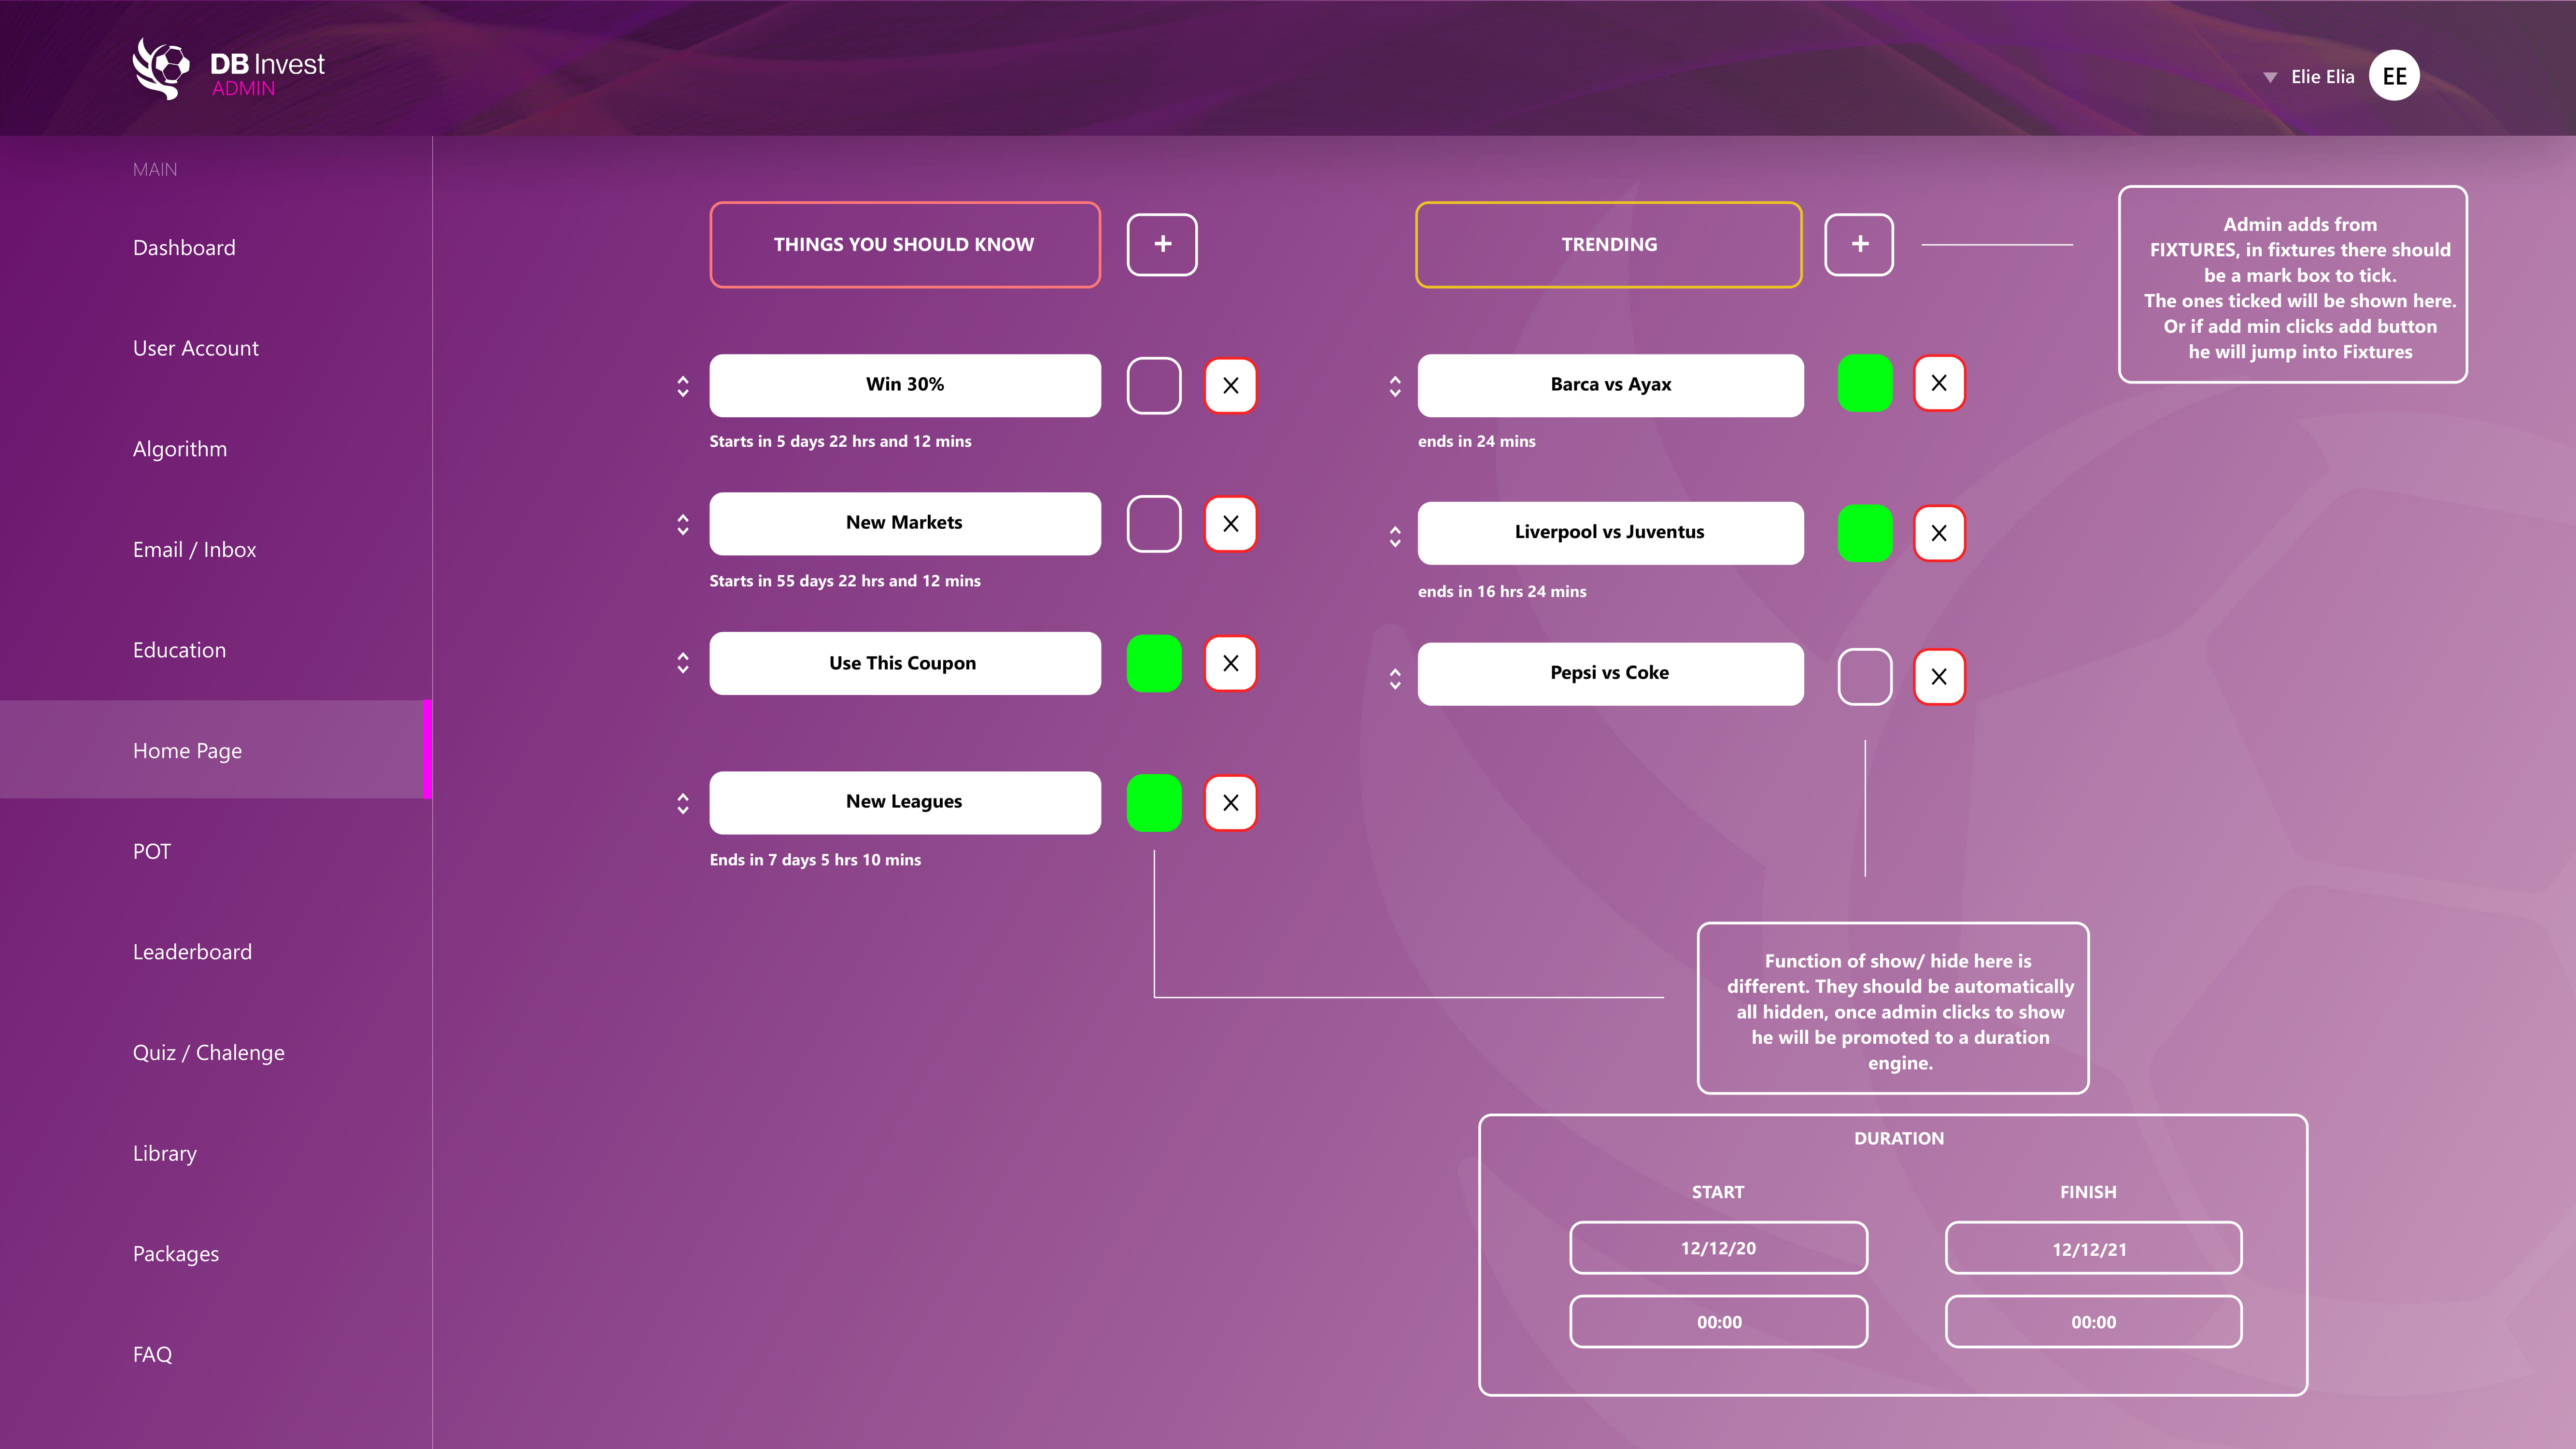 DB Invest
ADMIN
Elie Elia
EE
MAIN
Dashboard
User Account
Algorithm
Email / Inbox
Education
Home Page
POT
Leaderboard
Quiz / Chalenge
Library
Packages
FAQ
THINGS YOU SHOULD KNOW
+
Win 30%
X
Starts in 5 days 22 hrs and 12 mins
New Markets
X
Starts in 55 days 22 hrs and 12 mins
Use This Coupon
X
New Leagues
X
Ends in 7 days 5 hrs 10 mins
TRENDING
+
Barca vs Ayax
X
ends in 24 mins
Liverpool vs Juventus
X
ends in 16 hrs 24 mins
Pepsi vs Coke
X
Admin adds from
FIXTURES, in fixtures there should
be a mark box to tick.
The ones ticked will be shown here.
Or if add min clicks add button
he will jump into Fixtures
Function of show/ hide here is
different. They should be automatically
all hidden, once admin clicks to show
he will be promoted to a duration
engine.
DURATION
START
FINISH
12/12/20
12/12/21
00:00
00:00